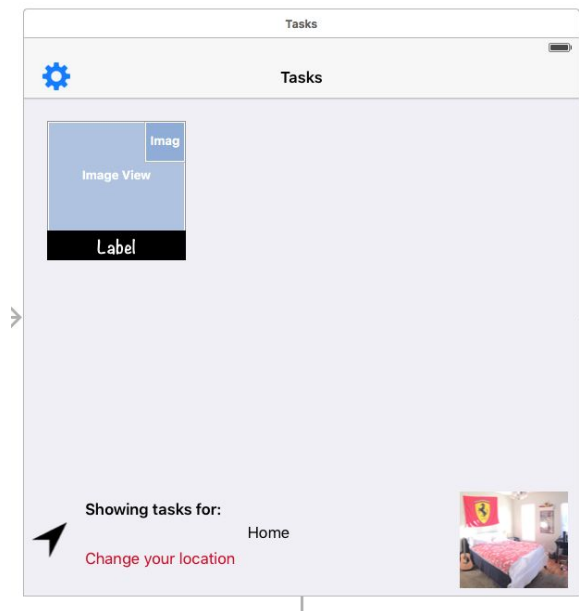 Tasks
Tasks
Imag
Image View
Label
Showing tasks for:
Home
Change your location